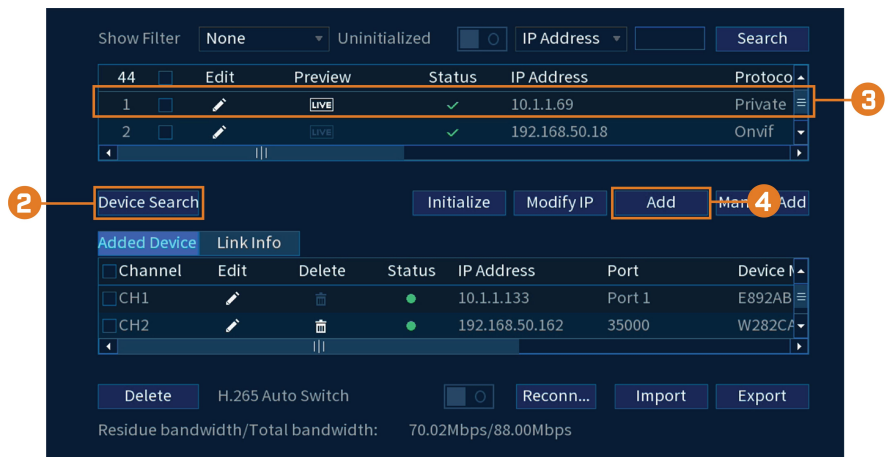 Show Filter None Uninitialized IP Address Search
44 Edit Preview Status IP Address Protoco
1 LIVE 10.1.1.69 Private 3
2 LIVE 192.168.50.18 Onvif
2 Device Search Initialize Modify IP Add 4 Add
Added Device Link Info
Channel Edit Delete Status IP Address Port Device
CH1 10.1.1.133 Port 1 E892AB
CH2 192.168.50.162 35000 W282CA
Delete H.265 Auto Switch Reconn... Import Export
Residue bandwidth/Total bandwidth: 70.02Mbps/88.00Mbps